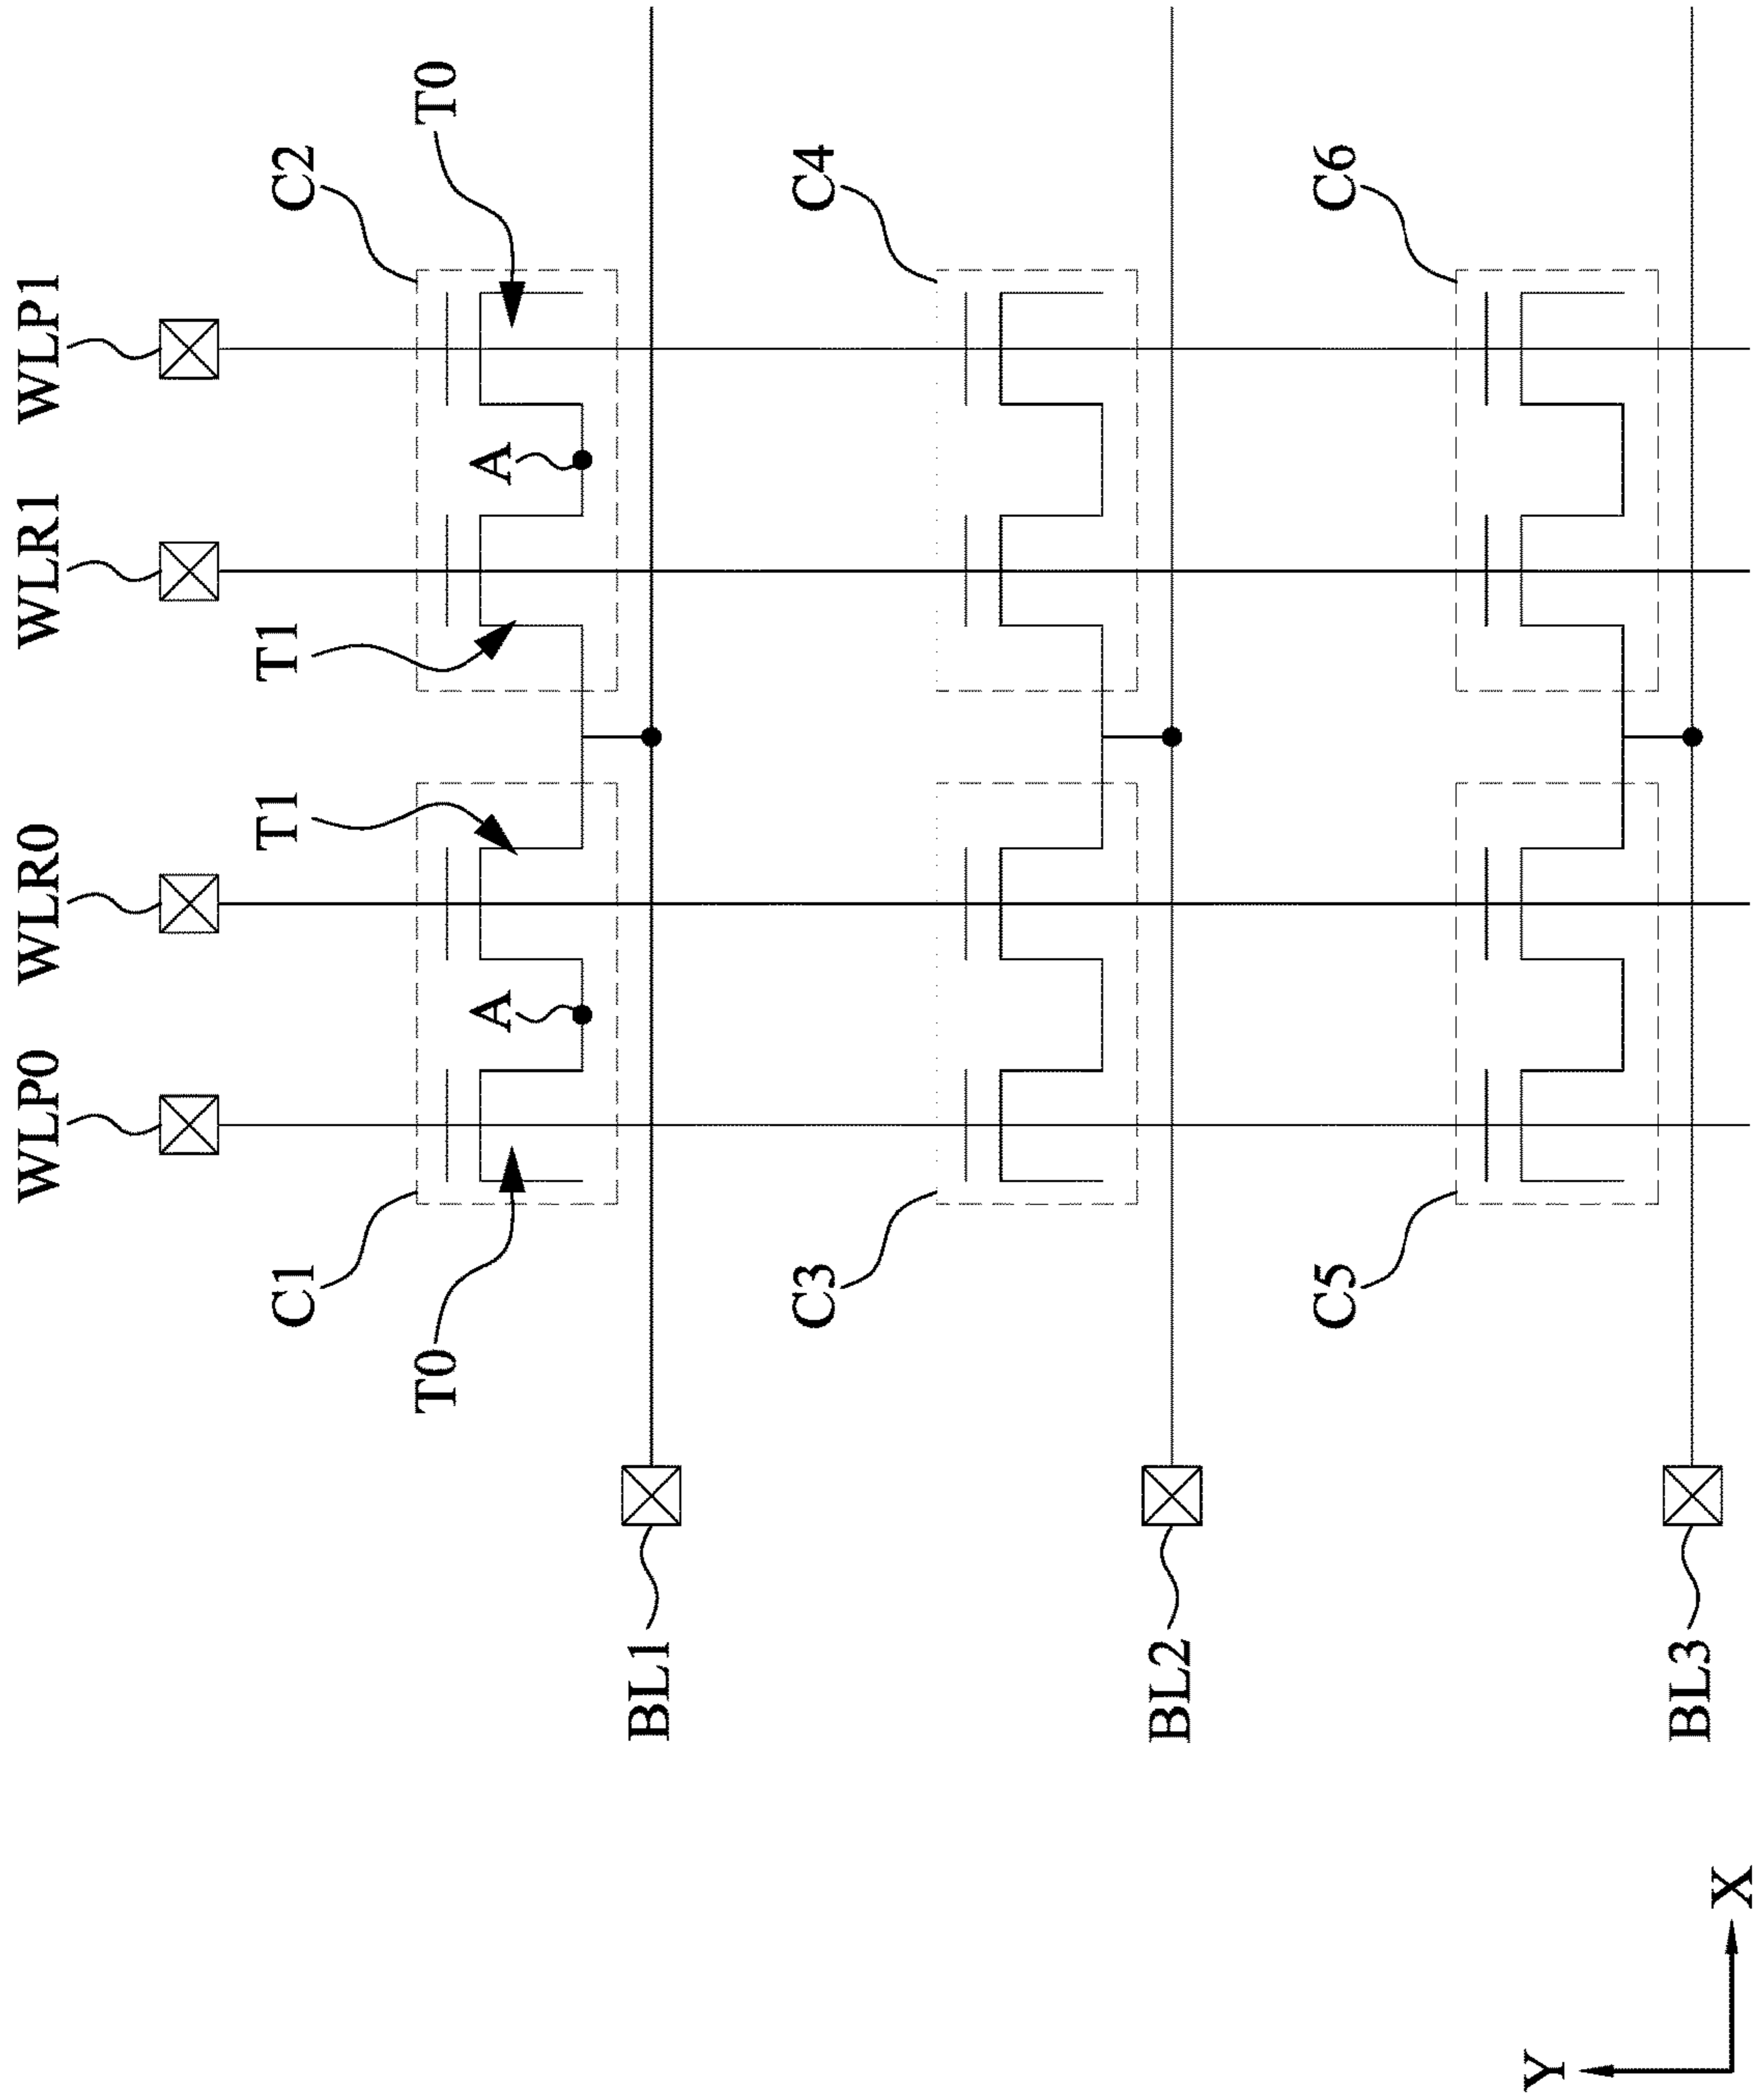 WLP0 WLR0 WLR1 WLP1
C1 T1 T1 C2
T0 A A T0
BL1
C3 C4
BL2
C5 C6
BL3
Y
X